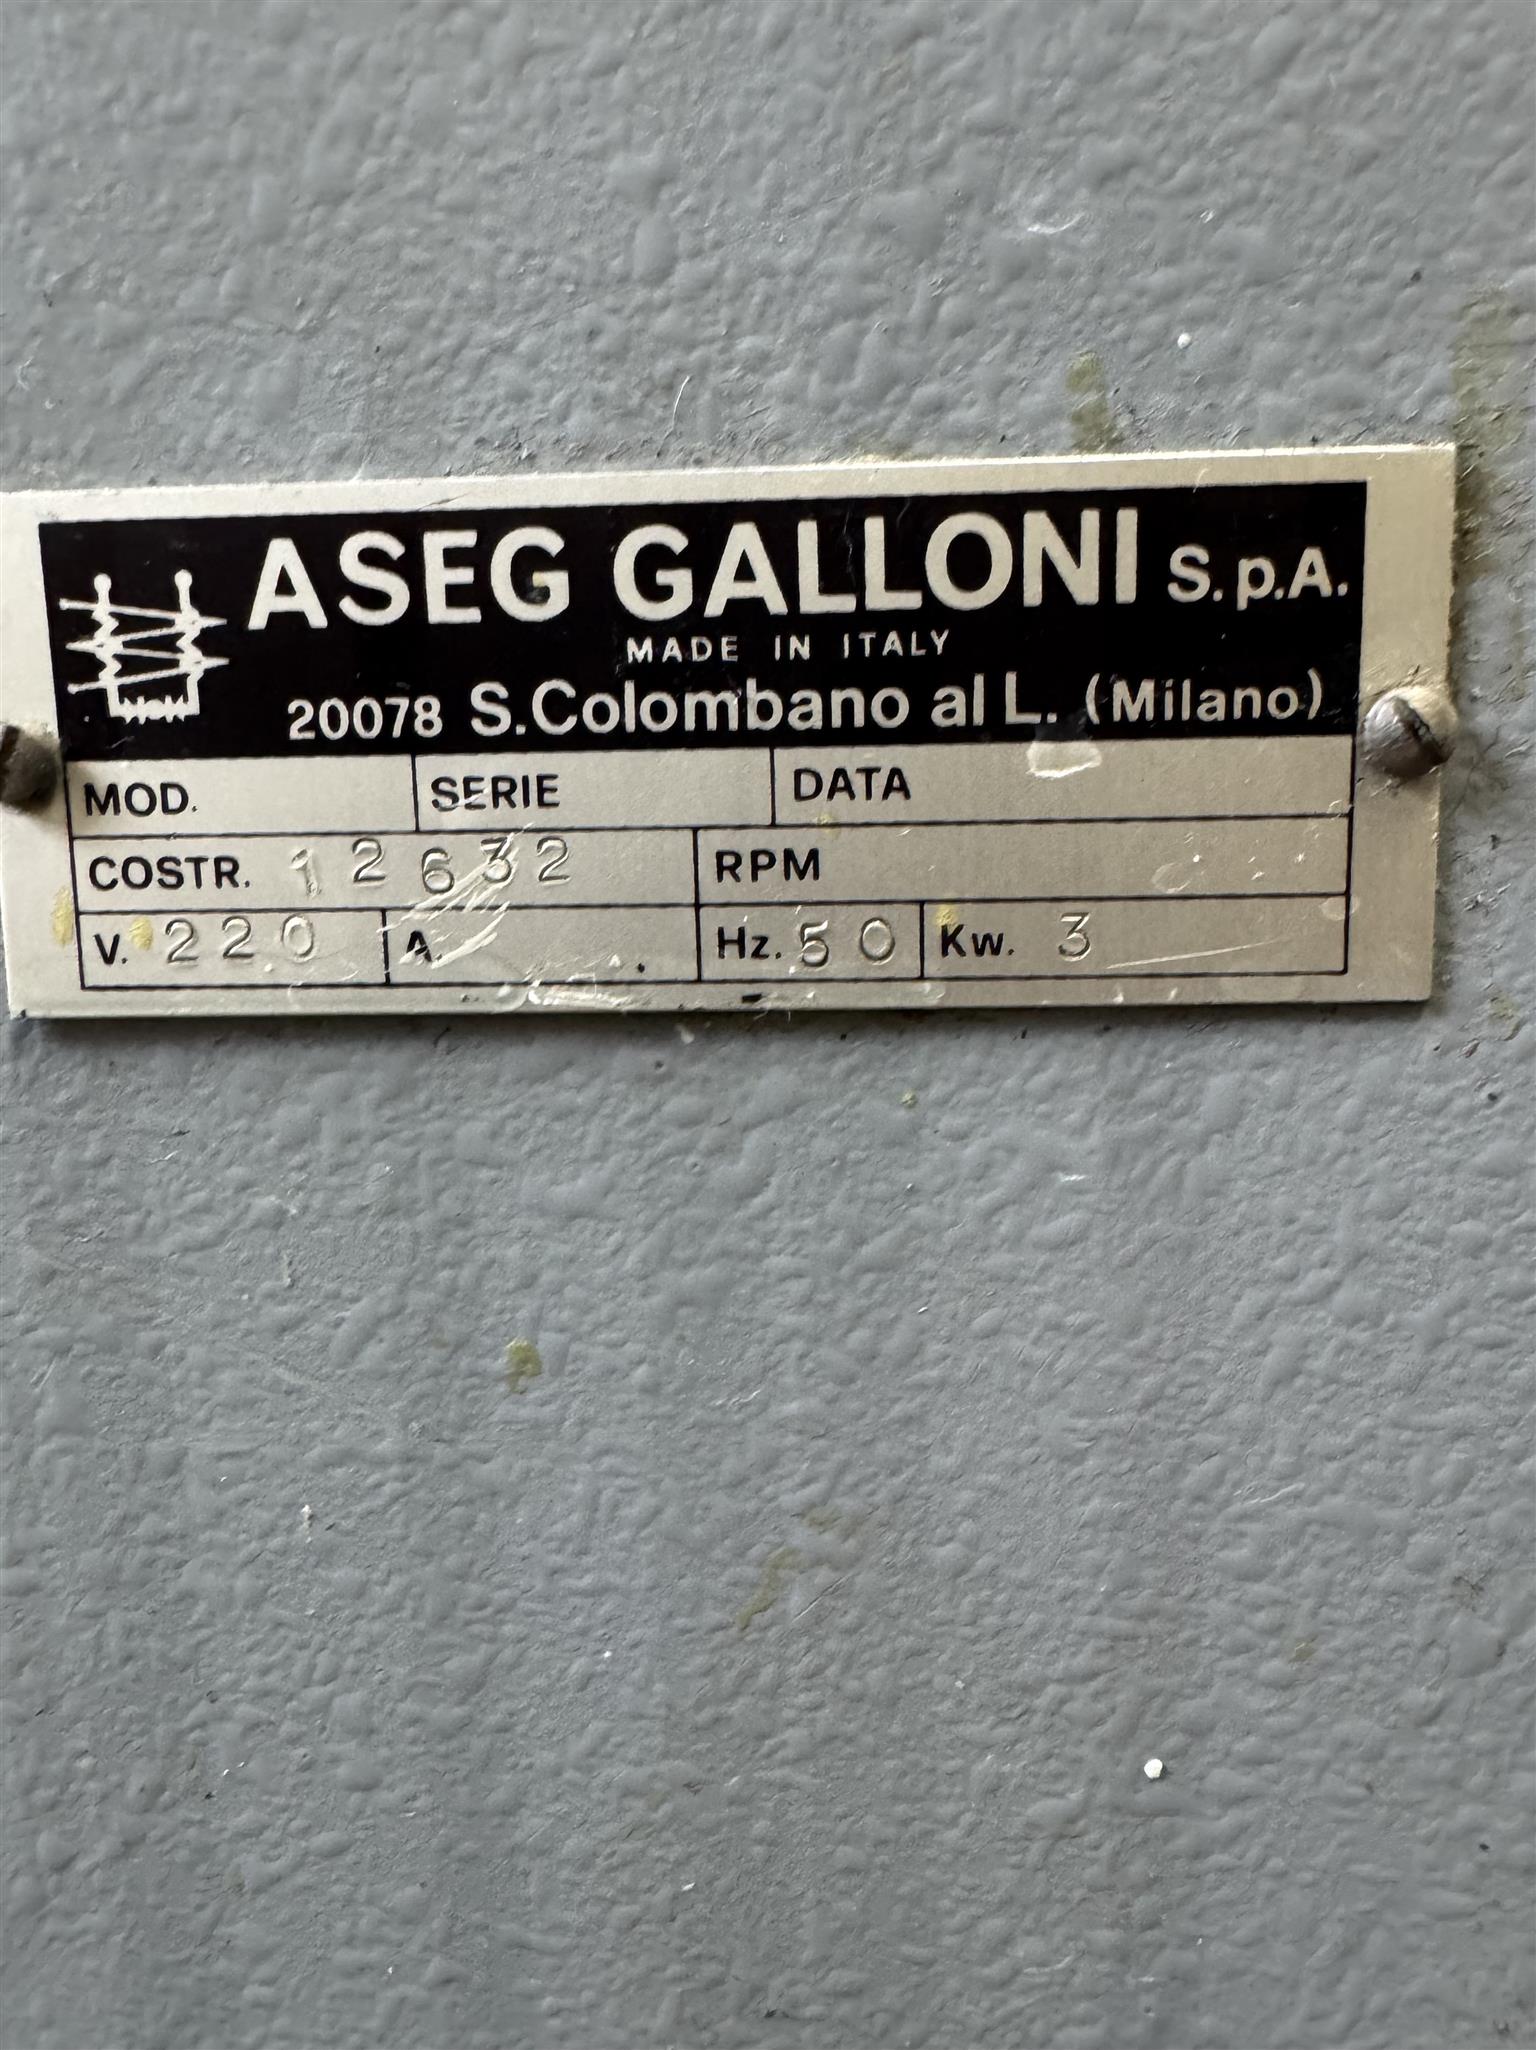 ASEG GALLONI S.p.A.
MADE IN ITALY
20078 S.Colombano al L. (Milano)
MOD. SERIE DATA
COSTR. 12632 RPM
V. 220 A. Hz. 50 Kw. 3